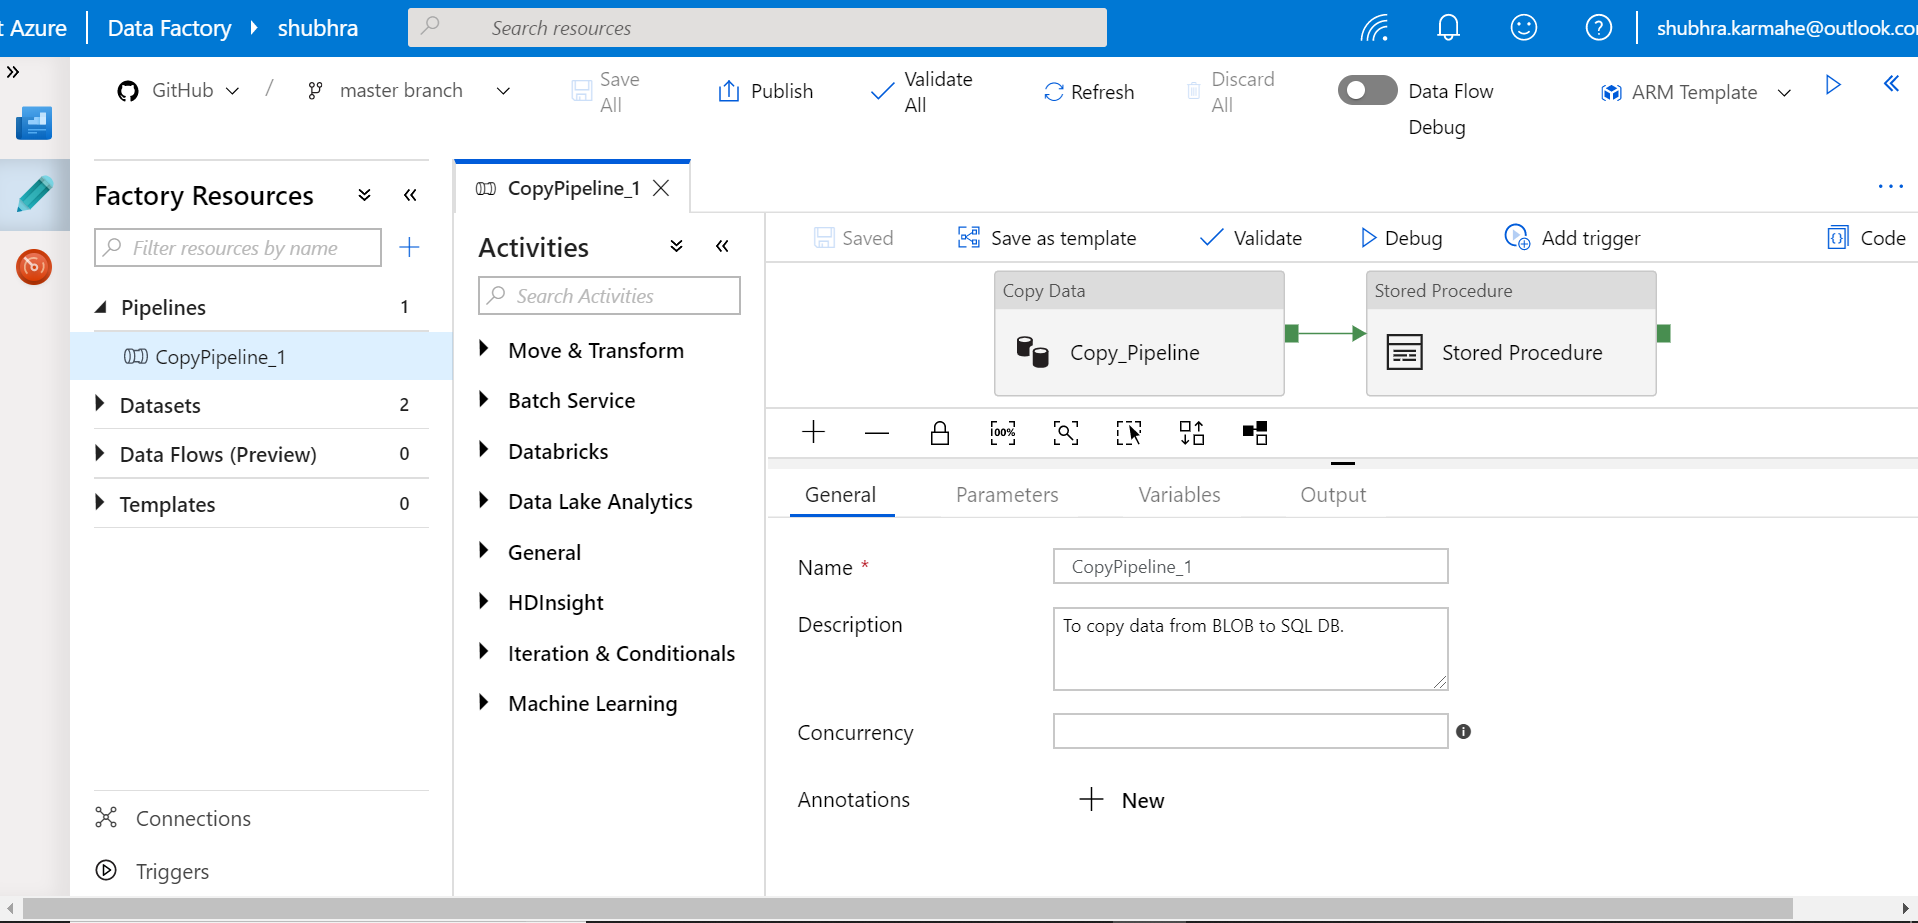 t Azure
Data Factory
shubhra
Search resources
shubhra.karmahe@outlook.co
GitHub
/
master branch
Save
All
Publish
Validate
All
Refresh
Discard
All
Data Flow
Debug
ARM Template
Factory Resources
Filter resources by name
Pipelines 1
CopyPipeline_1
Datasets 2
Data Flows (Preview) 0
Templates 0
Connections
Triggers
CopyPipeline_1
Activities
Search Activities
Move & Transform
Batch Service
Databricks
Data Lake Analytics
General
HDInsight
Iteration & Conditionals
Machine Learning
Saved
Save as template
Validate
Debug
Add trigger
Code
Copy Data
Copy_Pipeline
Stored Procedure
Stored Procedure
100%
General
Parameters
Variables
Output
Name *
CopyPipeline_1
Description
To copy data from BLOB to SQL DB.
Concurrency
Annotations
New